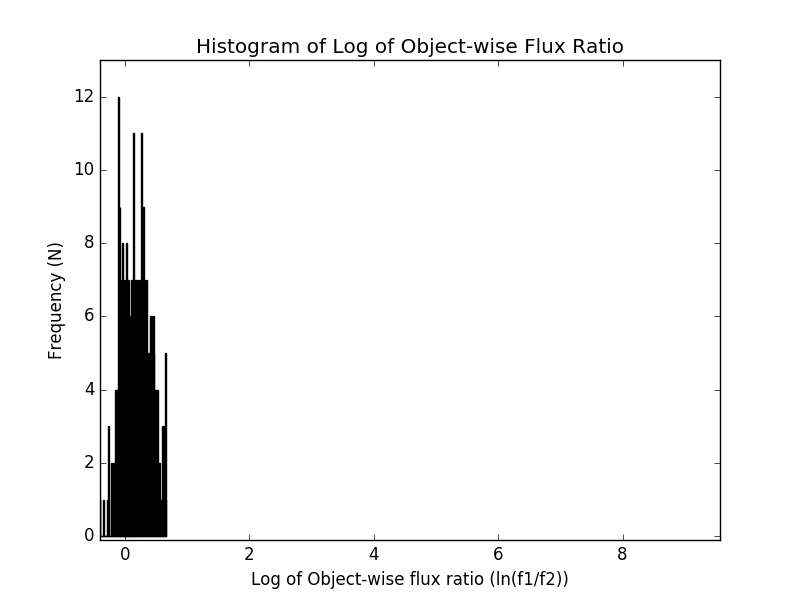 Histogram of Log of Object-wise Flux Ratio
12
10
8
6
4
2
0
Frequency (N)
0 2 4 6 8
Log of Object-wise flux ratio (ln(f1/f2))